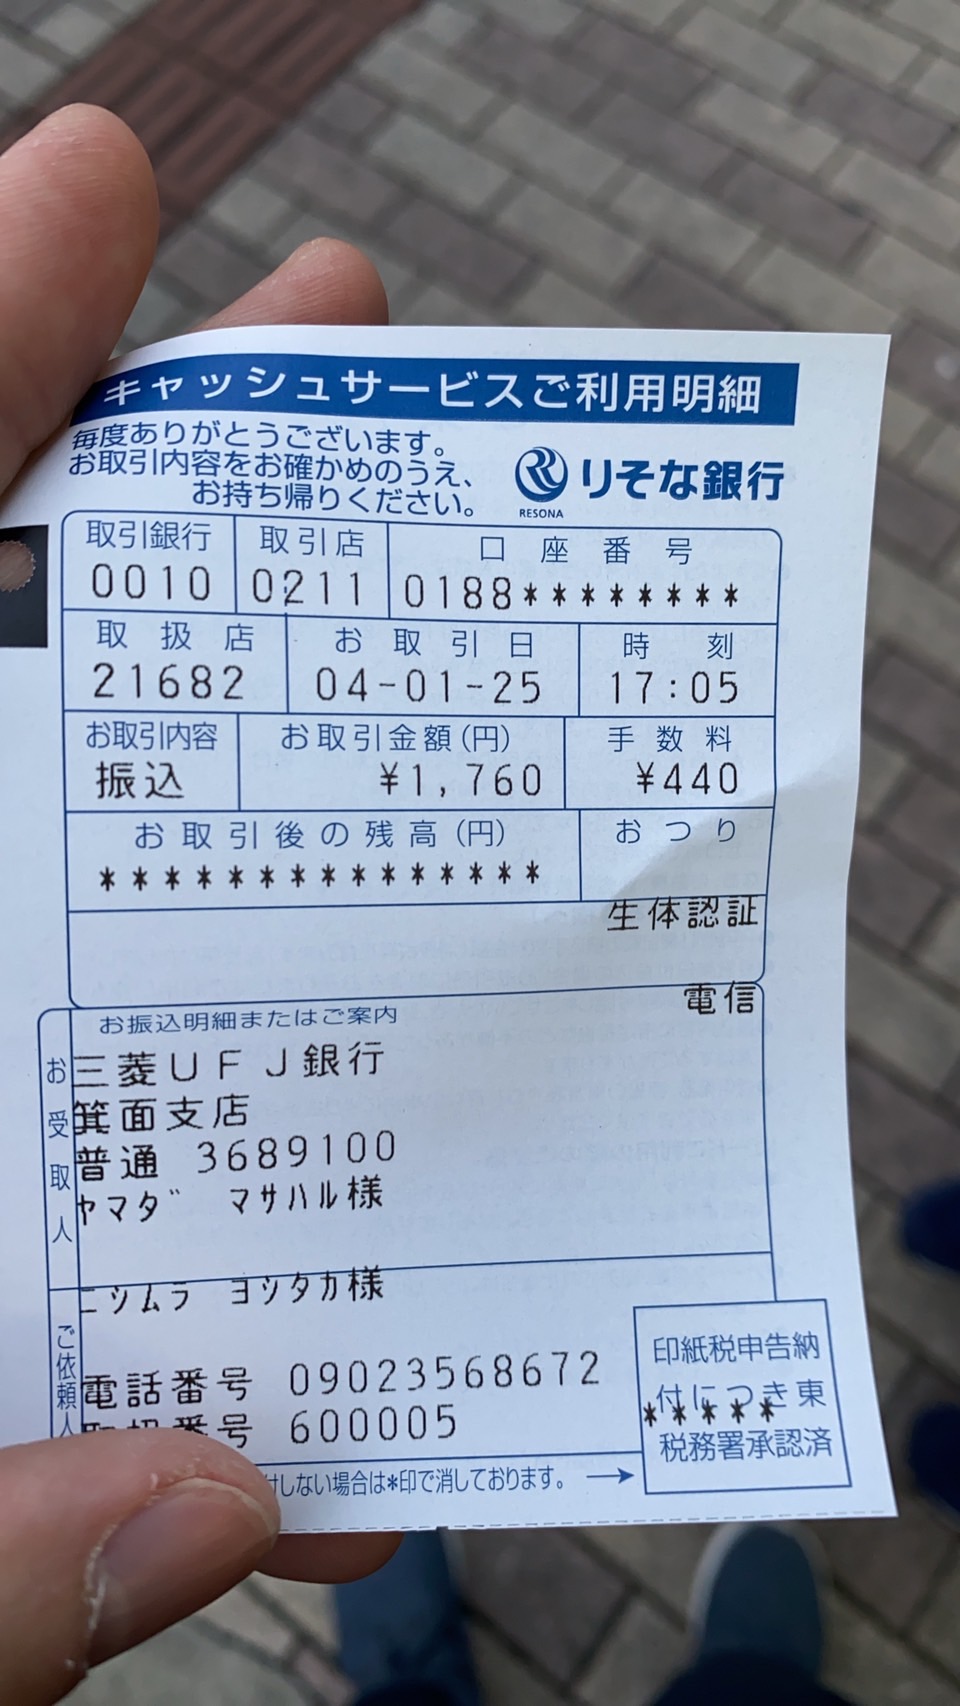 キャッシュサービスご利用明細
毎度ありがとうございます。
お取引内容をお確かめのうえ、
お持ち帰りください。
りそな銀行
RESONA
取引銀行 取引店 口座番号
0010 0211 0188********
取扱店 お取引日 時刻
21682 04-01-25 17:05
お取引内容 お取引金額(円) 手数料
振込 ¥1,760 ¥440
お取引後の残高(円) おつり
**************
生体認証
電信
お振込明細またはご案内
お受取人
三菱UFJ銀行
箕面支店
普通 3689100
ヤマダ マサハル様
ご依頼人
ニシムラ ヨシタカ様
電話番号 09023568672
取扱番号 600005
印紙税申告納
付につき東
*****
税務署承認済
けしない場合は*印で消しております。 →